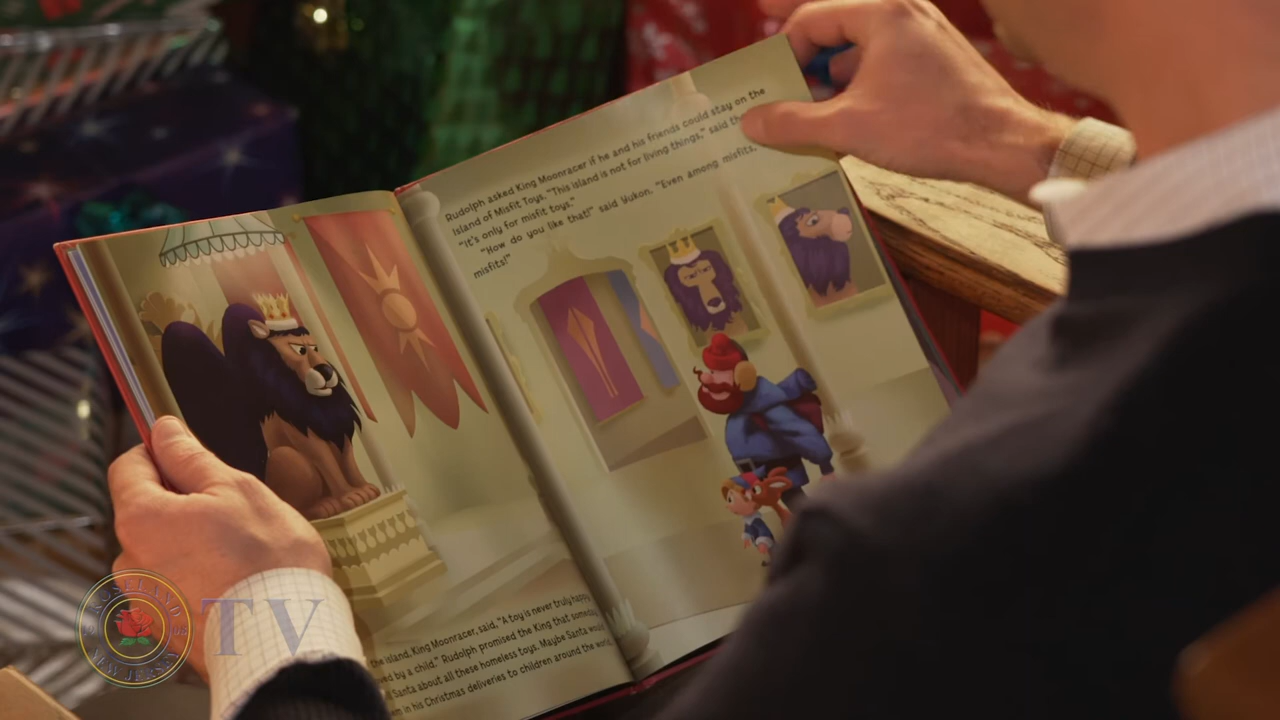 the island, King Moonracer, said, "A toy is never truly happy
ved by a child." Rudolph promised the King that someday
Santa about all these homeless toys. Maybe Santa would
em in his Christmas deliveries to children around the world.
Rudolph asked King Moonracer if he and his friends could stay on the
Island of Misfit Toys. "This island is not for living things," said the
"It's only for misfit toys."
"How do you like that!" said Yukon. "Even among misfits,
misfits!"
ROSELAND
1908
NEW JERSEY
TV